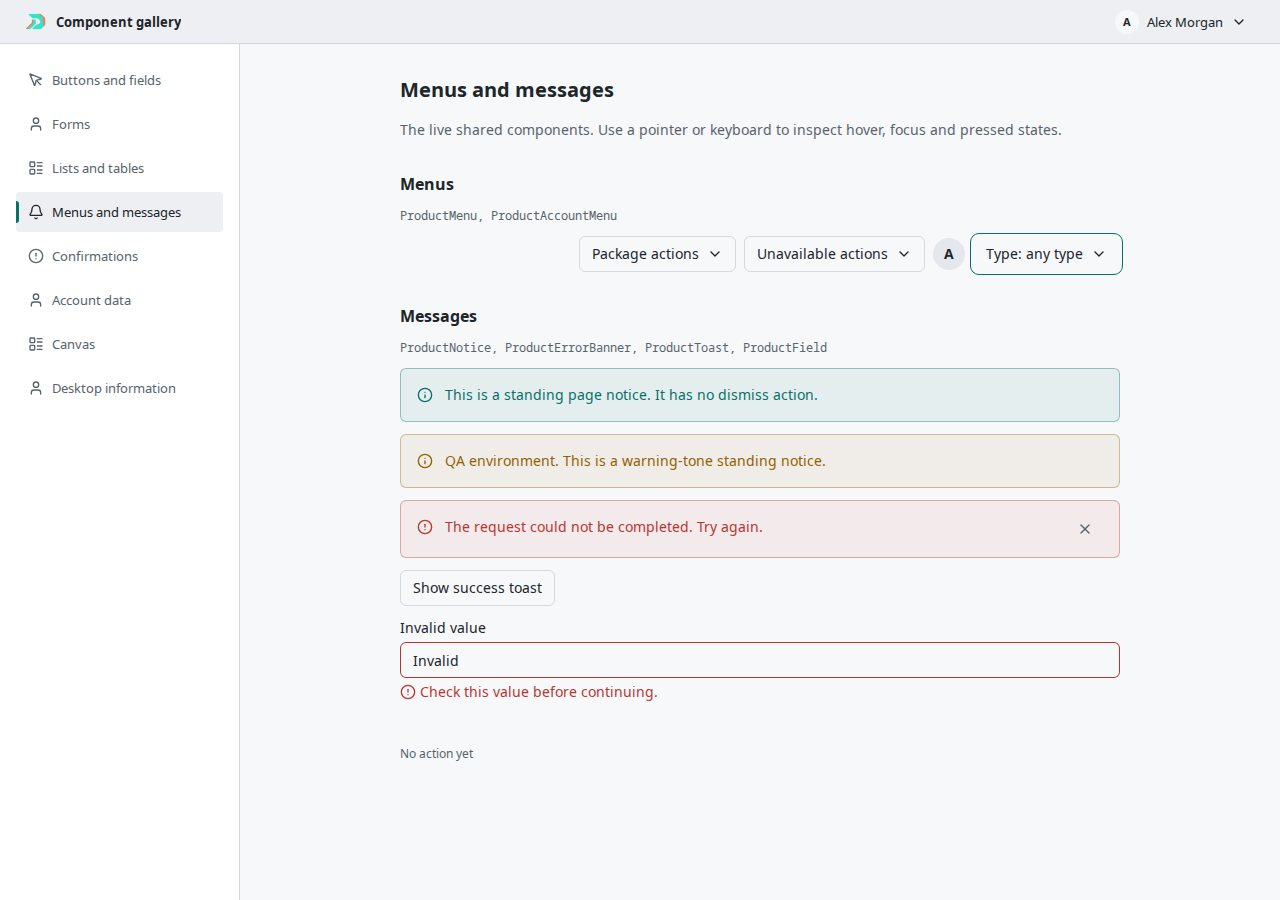 Component gallery
A Alex Morgan
Buttons and fields
Forms
Lists and tables
Menus and messages
Confirmations
Account data
Canvas
Desktop information
Menus and messages
The live shared components. Use a pointer or keyboard to inspect hover, focus and pressed states.
Menus
ProductMenu, ProductAccountMenu
Package actions Unavailable actions A Type: any type
Messages
ProductNotice, ProductErrorBanner, ProductToast, ProductField
This is a standing page notice. It has no dismiss action.
QA environment. This is a warning-tone standing notice.
The request could not be completed. Try again.
Show success toast
Invalid value
Invalid
Check this value before continuing.
No action yet